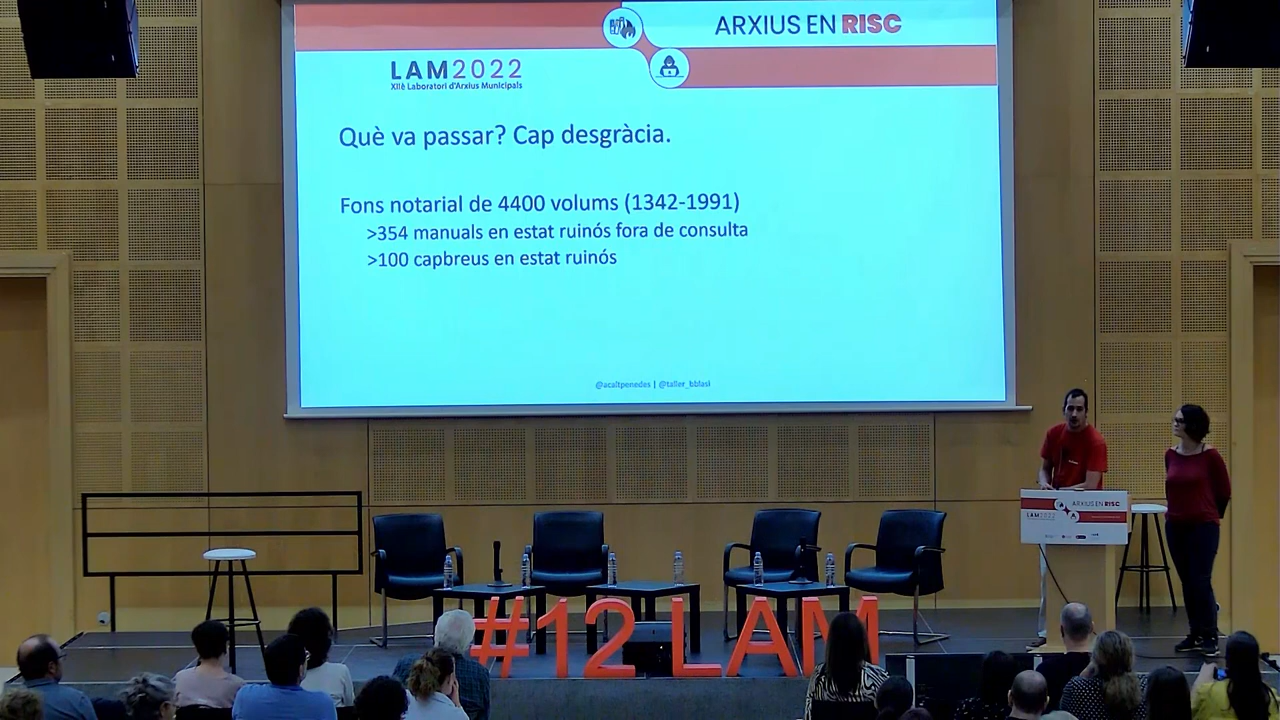 ARXIUS EN RISC
LAM2022
XIIè Laboratori d'Arxius Municipals
Què va passar? Cap desgràcia.
Fons notarial de 4400 volums (1342-1991)
>354 manuals en estat ruinós fora de consulta
>100 capbreus en estat ruinós
@acaltpenedes | @taller_bblasi
ARXIUS EN RISC
LAM2022
#12 LAM